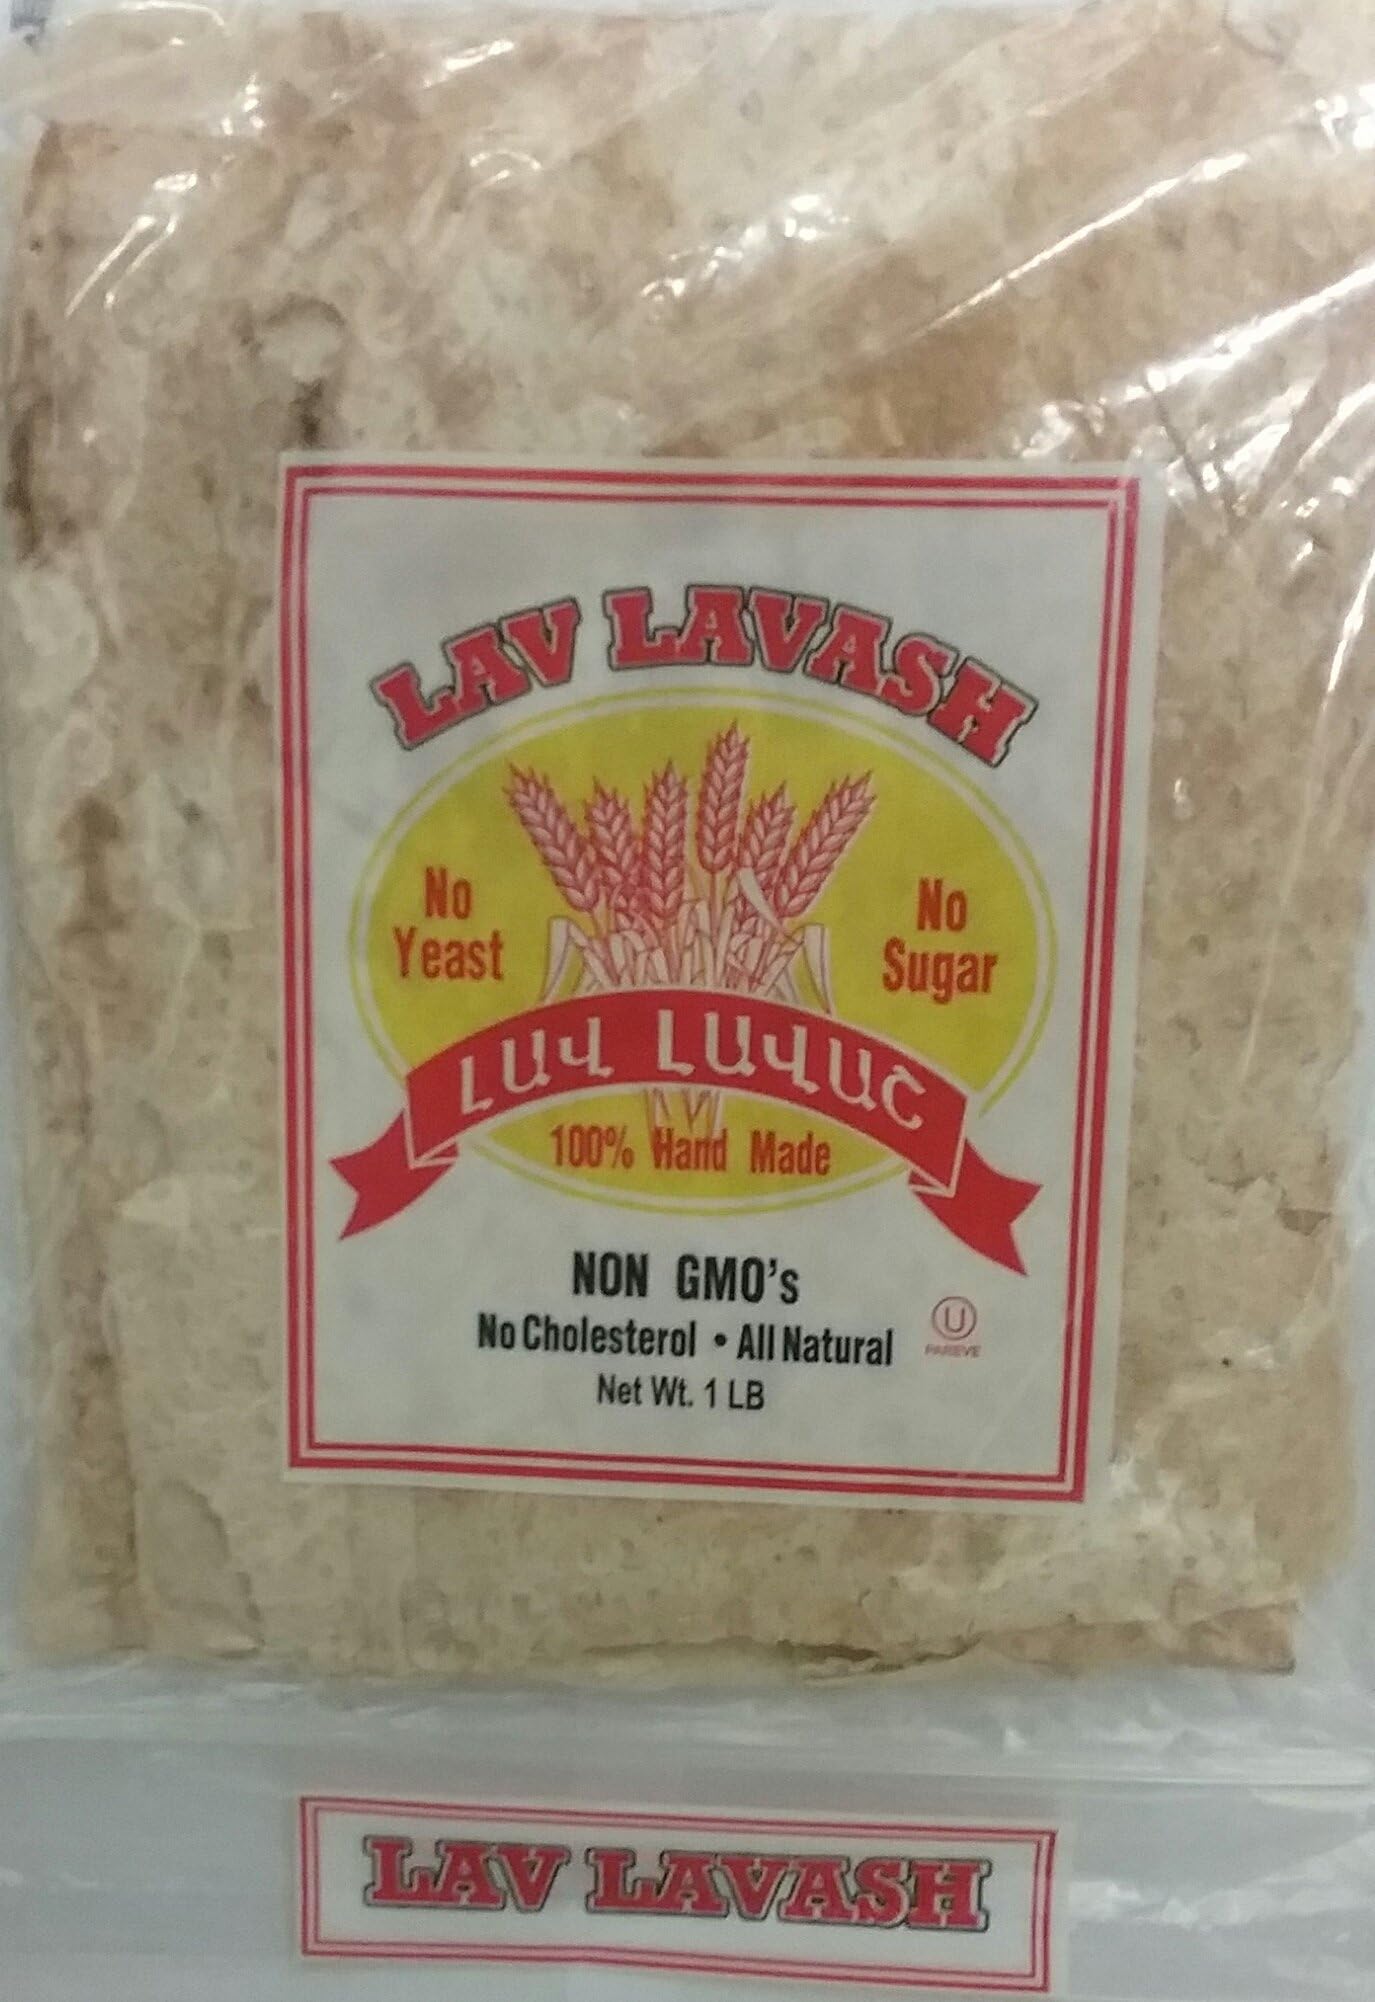 LAV LAVASH
No
Yeast
No
Sugar
ԼԱՎ ԼԱՎԱՇ
100% Hand Made
NON GMO's
No Cholesterol • All Natural
U
PAREVE
Net Wt. 1 LB
LAV LAVASH